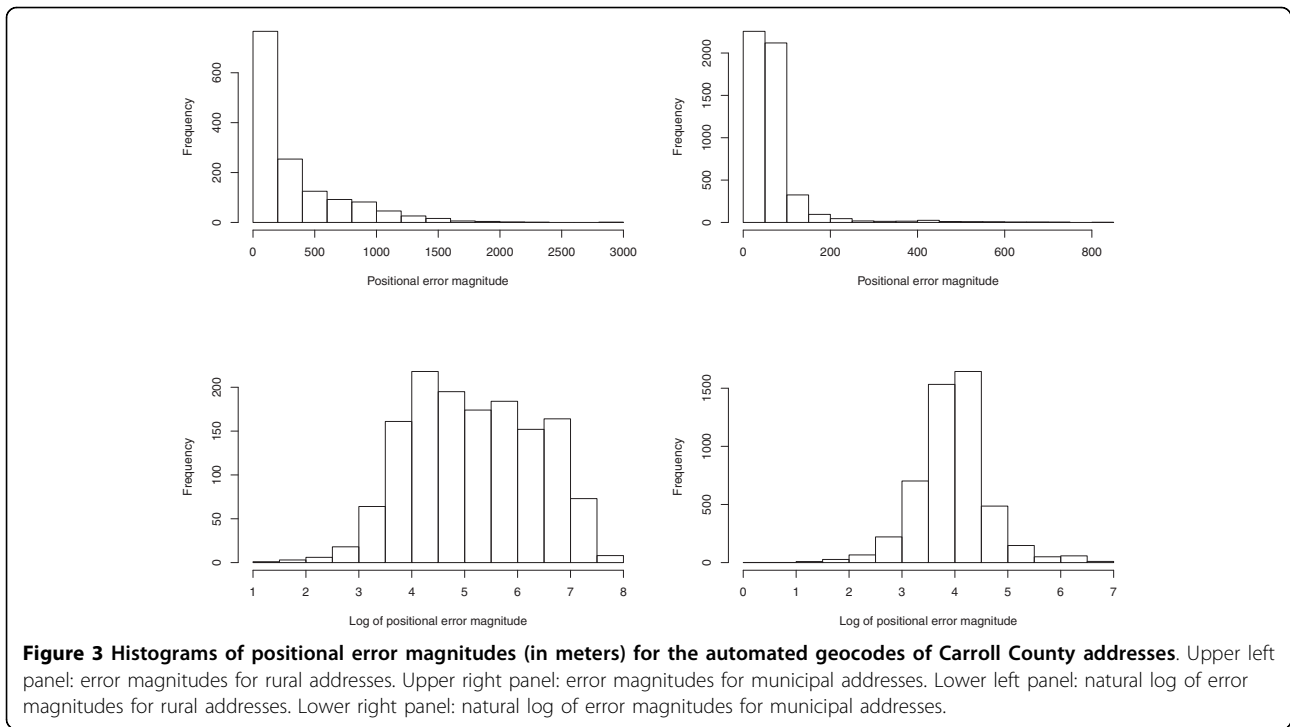 Frequency
0 200 400 600
0 500 1000 1500 2000 2500 3000
Positional error magnitude
Frequency
0 500 1000 1500 2000
0 200 400 600 800
Positional error magnitude
Frequency
0 50 100 150 200
1 2 3 4 5 6 7 8
Log of positional error magnitude
Frequency
0 500 1000 1500
0 1 2 3 4 5 6 7
Log of positional error magnitude
Figure 3 Histograms of positional error magnitudes (in meters) for the automated geocodes of Carroll County addresses. Upper left
panel: error magnitudes for rural addresses. Upper right panel: error magnitudes for municipal addresses. Lower left panel: natural log of error
magnitudes for rural addresses. Lower right panel: natural log of error magnitudes for municipal addresses.